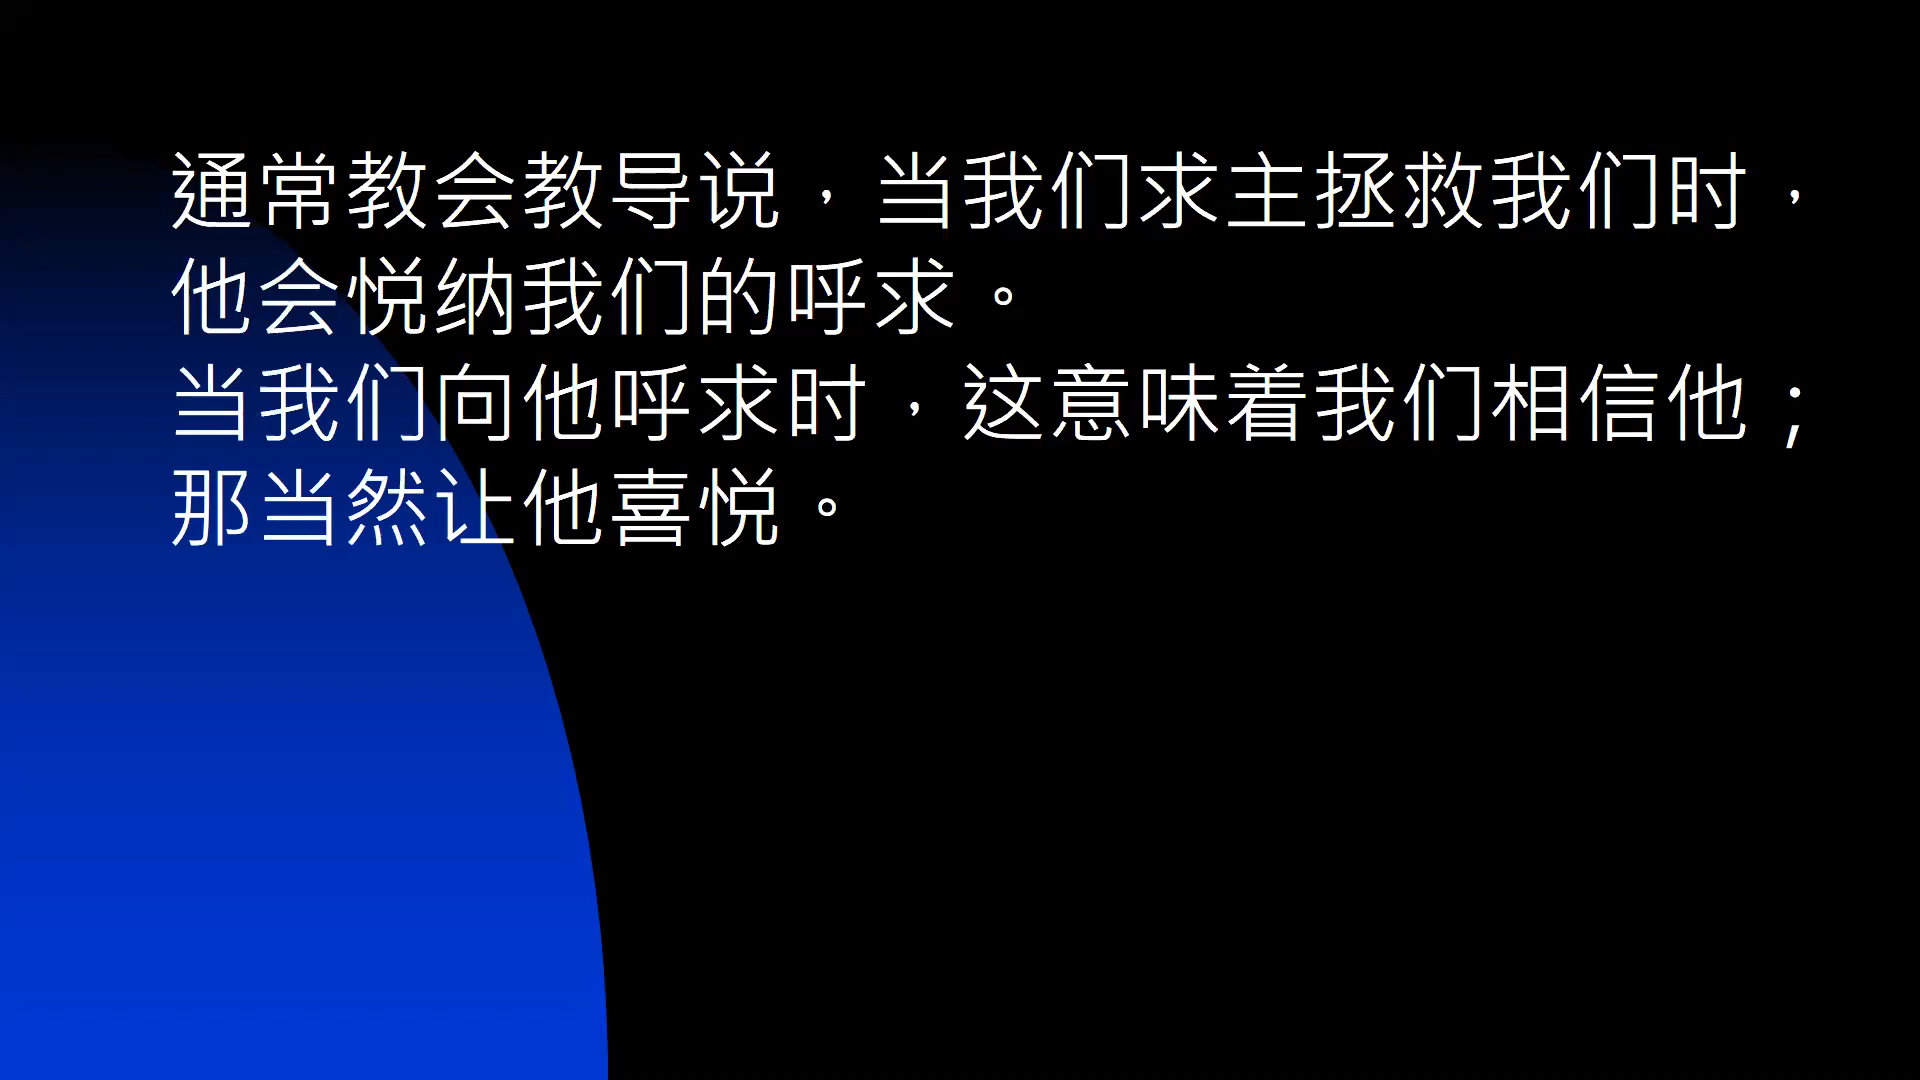 通常教会教导说，当我们求主拯救我们时，
他会悦纳我们的呼求。
当我们向他呼求时，这意味着我们相信他；
那当然让他喜悦。